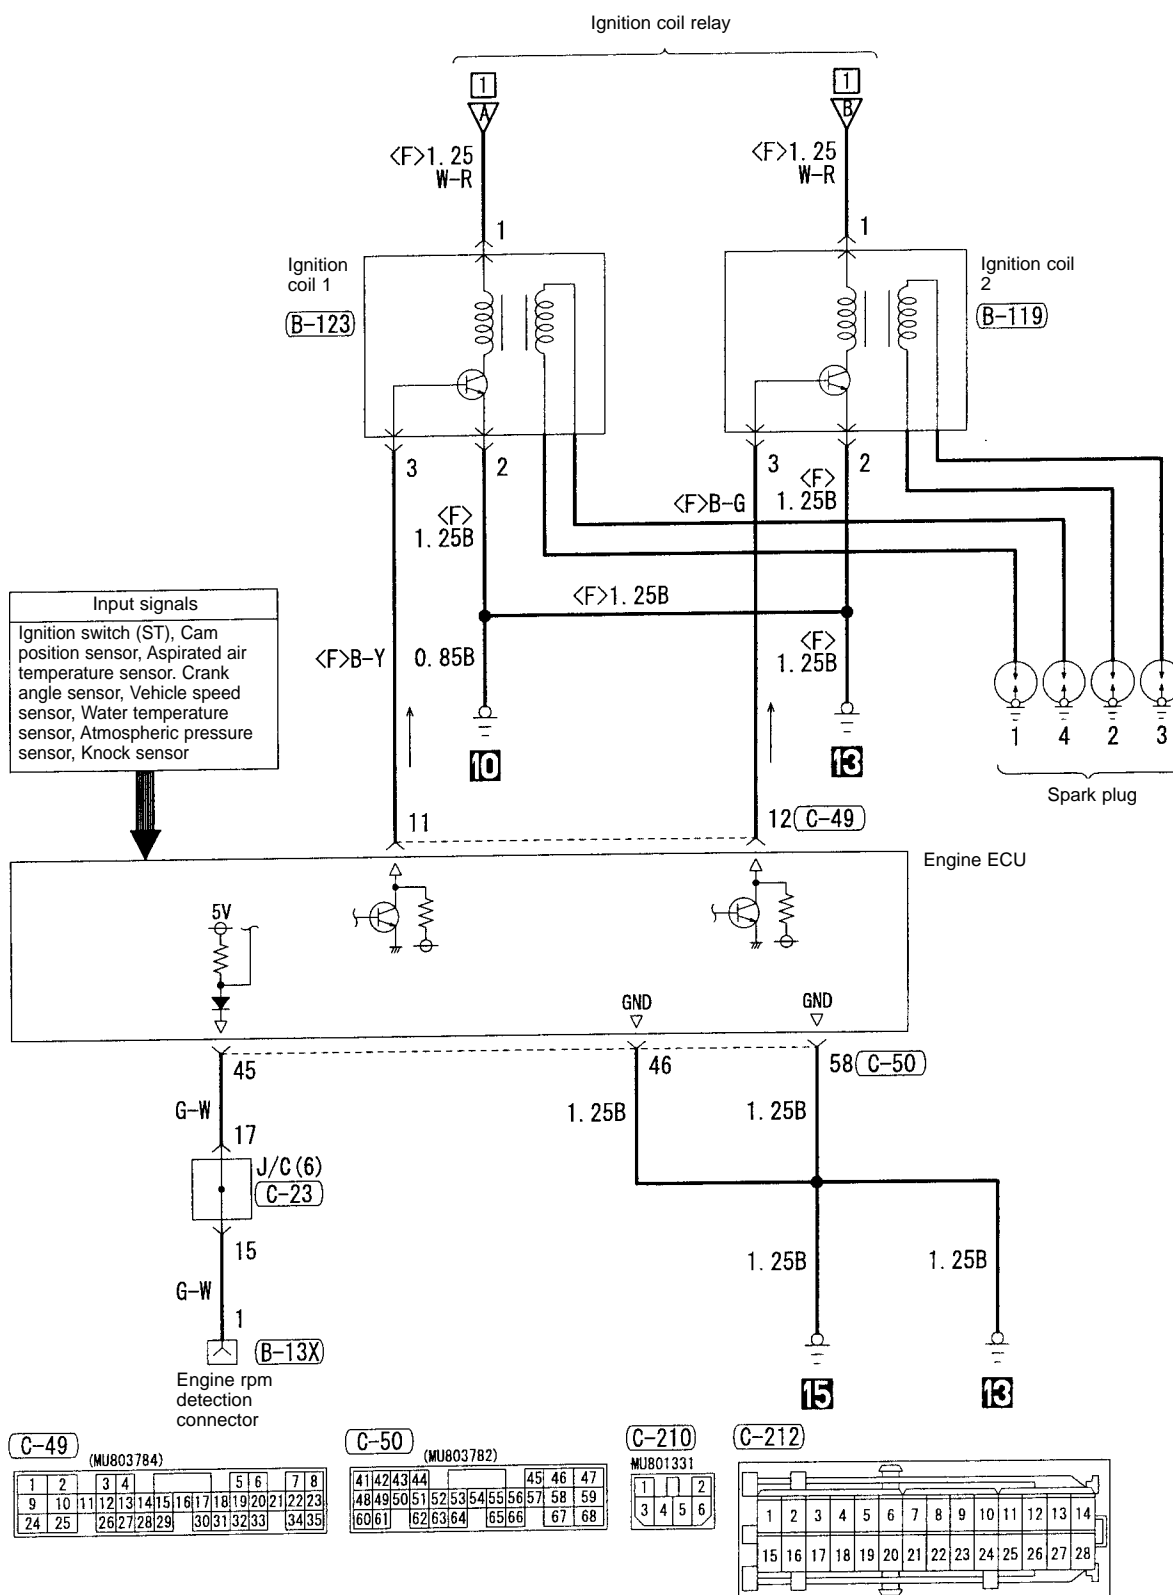 Ignition coil relay
1
1
A
B
<F>1.25
W-R
<F>1.25
W-R
1
1
Ignition
coil 1
B-123
Ignition coil
2
B-119
3
2
3
2
<F>
1.25B
<F>B-G
<F>
1.25B
<F>1.25B
Input signals
Ignition switch (ST), Cam
position sensor, Aspirated air
temperature sensor. Crank
angle sensor, Vehicle speed
sensor, Water temperature
sensor, Atmospheric pressure
sensor, Knock sensor
<F>B-Y
0.85B
<F>
1.25B
10
13
1 4 2 3
Spark plug
11
12
C-49
Engine ECU
5V
GND
GND
45
46
58
C-50
G-W
1.25B
1.25B
17
J/C(6)
C-23
15
1.25B
1.25B
G-W
1
B-13X
Engine rpm
detection
connector
15
13
C-49
(MU803784)
1 2 3 4 5 6 7 8
9 10 11 12 13 14 15 16 17 18 19 20 21 22 23
24 25 26 27 28 29 30 31 32 33 34 35
C-50
(MU803782)
41 42 43 44 45 46 47
48 49 50 51 52 53 54 55 56 57 58 59
60 61 62 63 64 65 66 67 68
C-210
MU801331
1 2
3 4 5 6
C-212
1 2 3 4 5 6 7 8 9 10 11 12 13 14
15 16 17 18 19 20 21 22 23 24 25 26 27 28